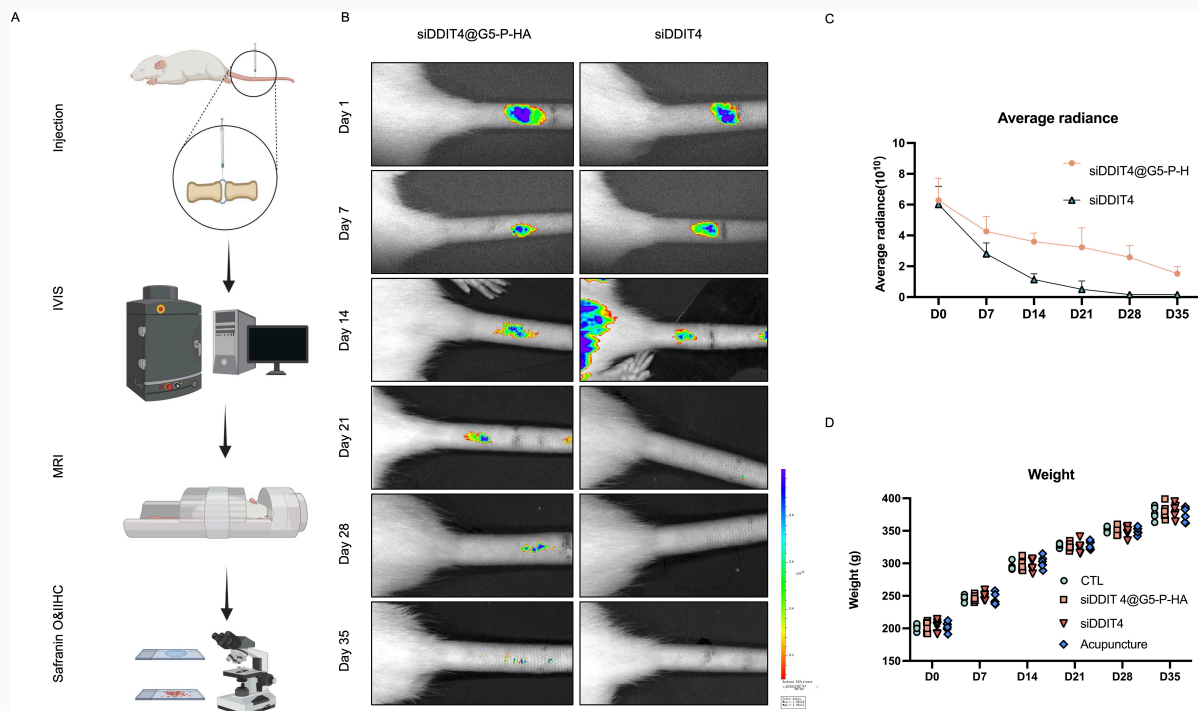 A
Injection
IVIS
MRI
Safranin O&IIHC
B
siDDIT4@G5-P-HA
siDDIT4
Day 1
Day 7
Day 14
Day 21
Day 28
Day 35
C
Average radiance
Average radiance(10¹⁰)
10
8
6
4
2
0
D0
D7
D14
D21
D28
D35
siDDIT4@G5-P-H
siDDIT4
D
Weight
Weight (g)
400
350
300
250
200
150
D0
D7
D14
D21
D28
D35
CTL
siDDIT 4@G5-P-HA
siDDIT4
Acupuncture